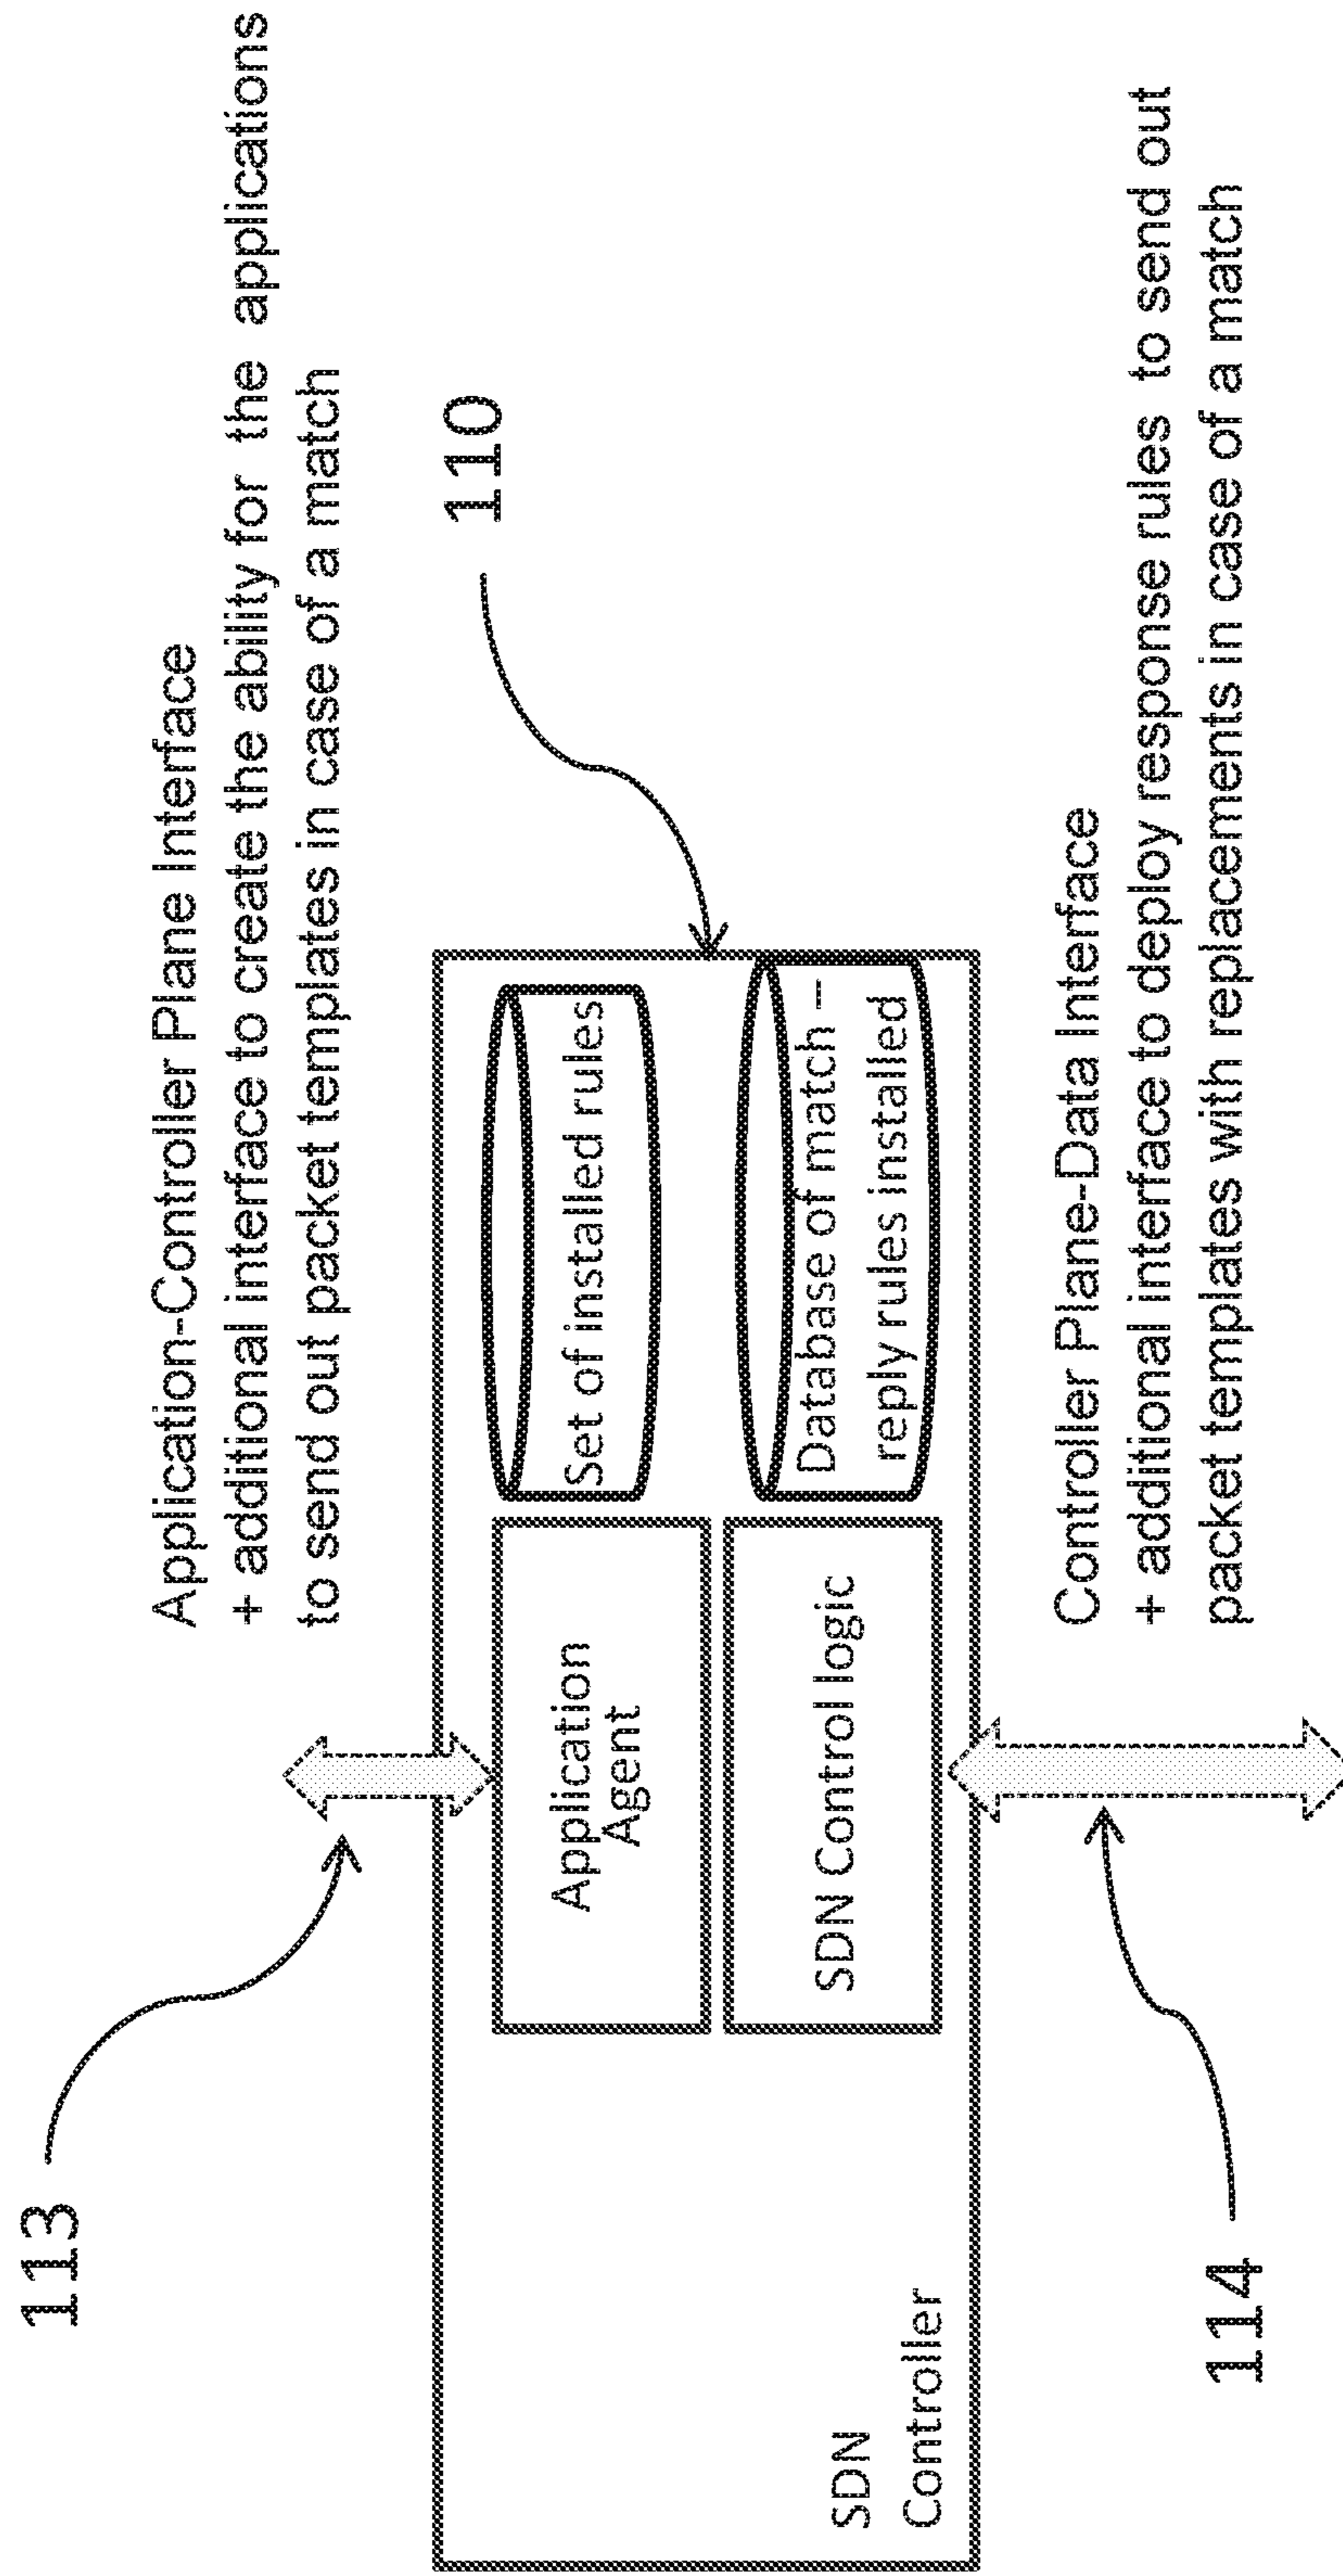 113
Application-Controller Plane Interface
+ additional interface to create the ability for the applications
to send out packet templates in case of a match
110
Application
Agent
Set of installed rules
SDN Control logic
Database of match –
reply rules installed
SDN
Controller
114
Controller Plane-Data Interface
+ additional interface to deploy response rules to send out
packet templates with replacements in case of a match